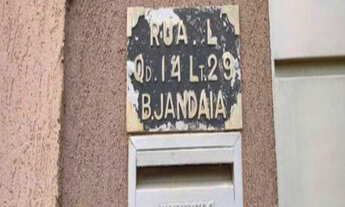 RUA. L
QD. 14 LT. 29
B. JANDAIA